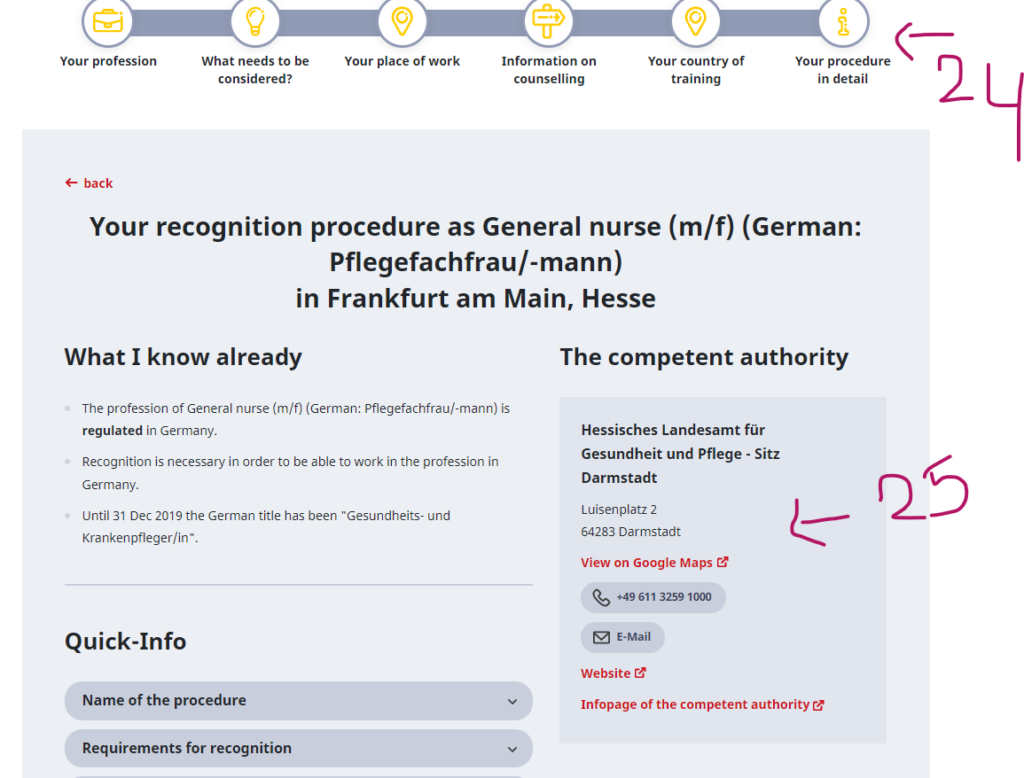 Your profession
What needs to be
considered?
Your place of work
Information on
counselling
Your country of
training
Your procedure
in detail
24
← back
Your recognition procedure as General nurse (m/f) (German:
Pflegefachfrau/-mann)
in Frankfurt am Main, Hesse
What I know already
The profession of General nurse (m/f) (German: Pflegefachfrau/-mann) is
regulated in Germany.
Recognition is necessary in order to be able to work in the profession in
Germany.
Until 31 Dec 2019 the German title has been "Gesundheits- und
Krankenpfleger/in".
Quick-Info
Name of the procedure
Requirements for recognition
The competent authority
Hessisches Landesamt für
Gesundheit und Pflege - Sitz
Darmstadt
Luisenplatz 2
64283 Darmstadt
View on Google Maps
+49 611 3259 1000
E-Mail
Website
Infopage of the competent authority
25